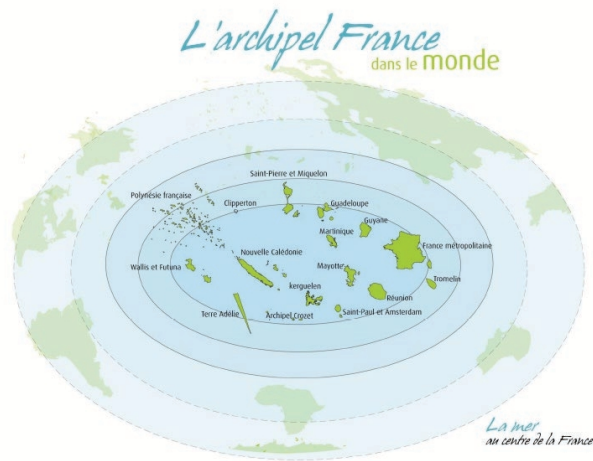 L'archipel France
dans le monde
Saint-Pierre et Miquelon
Polynésie française
Clipperton
Guadeloupe
Guyane
Martinique
France métropolitaine
Nouvelle Calédonie
Wallis et Futuna
Mayotte
Tromelin
kerguelen
Réunion
Terre Adélie
Archipel Crozet
Saint-Paul et Amsterdam
La mer
au centre de la France